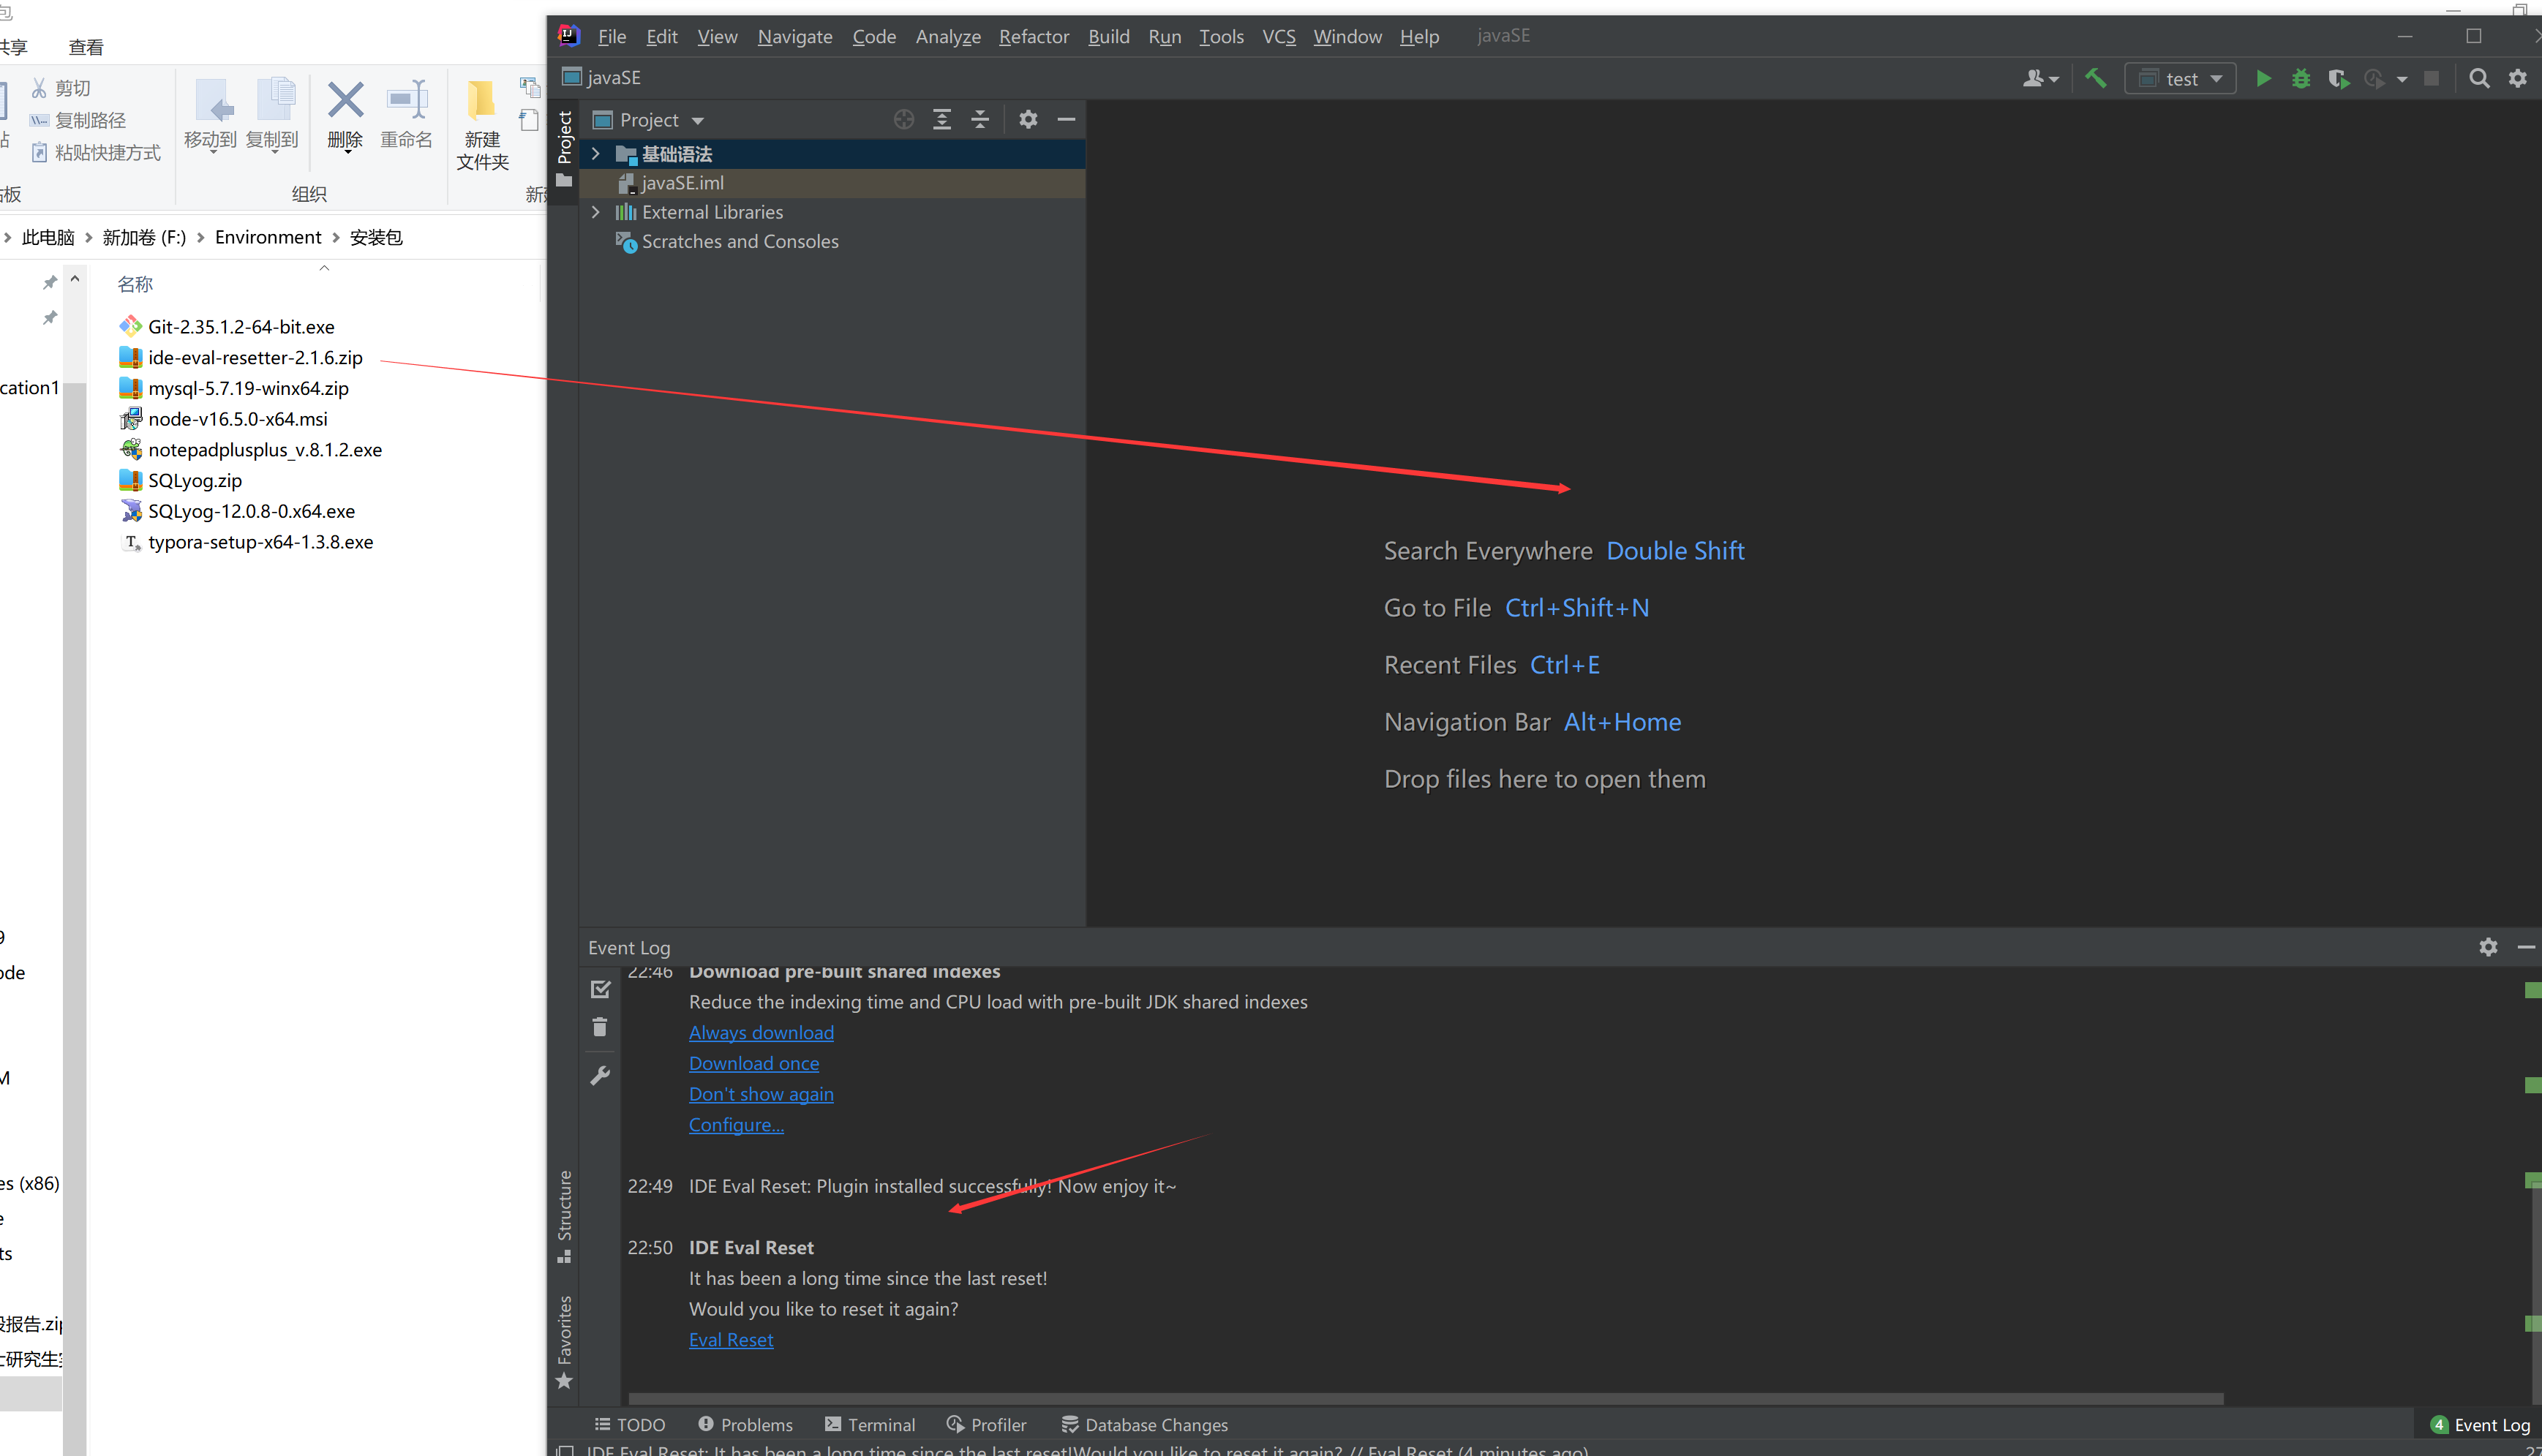 包
共享 查看
剪切
复制路径
粘贴快捷方式
移动到 复制到 删除 重命名
新建
文件夹
组织
此电脑 新加卷 (F:) Environment 安装包
名称
Git-2.35.1.2-64-bit.exe
ide-eval-resetter-2.1.6.zip
mysql-5.7.19-winx64.zip
node-v16.5.0-x64.msi
notepadplusplus_v.8.1.2.exe
SQLyog.zip
SQLyog-12.0.8-0.x64.exe
typora-setup-x64-1.3.8.exe
cation1
9
ode
M
es (x86)
e
ts
报告.zip
研究生
File Edit View Navigate Code Analyze Refactor Build Run Tools VCS Window Help javaSE
javaSE
test
Project
Project
基础语法
javaSE.iml
External Libraries
Scratches and Consoles
Search Everywhere Double Shift
Go to File Ctrl+Shift+N
Recent Files Ctrl+E
Navigation Bar Alt+Home
Drop files here to open them
Event Log
22:46 Download pre-built shared indexes
Reduce the indexing time and CPU load with pre-built JDK shared indexes
Always download
Download once
Don't show again
Configure...
22:49 IDE Eval Reset: Plugin installed successfully! Now enjoy it~
22:50 IDE Eval Reset
It has been a long time since the last reset!
Would you like to reset it again?
Eval Reset
Structure
Favorites
TODO Problems Terminal Profiler Database Changes 4 Event Log
IDE Eval Reset: It has been a long time since the last reset!Would you like to reset it again? // Eval Reset (4 minutes ago)